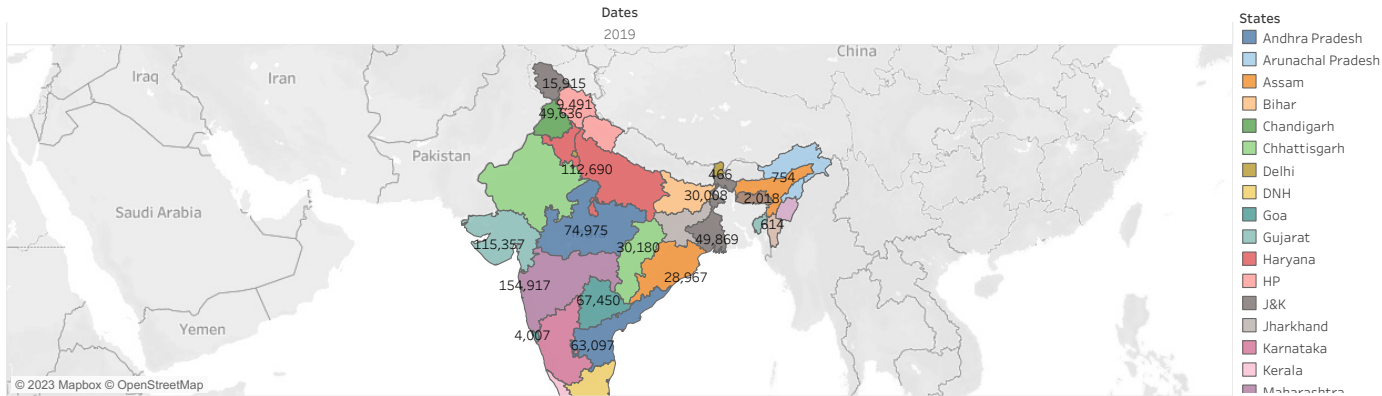 Dates
2019
States
Andhra Pradesh
Arunachal Pradesh
Assam
Bihar
Chandigarh
Chhattisgarh
Delhi
DNH
Goa
Gujarat
Haryana
HP
J&K
Jharkhand
Karnataka
Kerala
Maharashtra
China
Iraq
Iran
Pakistan
Saudi Arabia
Yemen
15,915
9,491
49,636
112,690
466
754
30,008
2,018
614
74,975
115,357
30,180
49,869
154,917
28,967
67,450
4,007
63,097
© 2023 Mapbox © OpenStreetMap